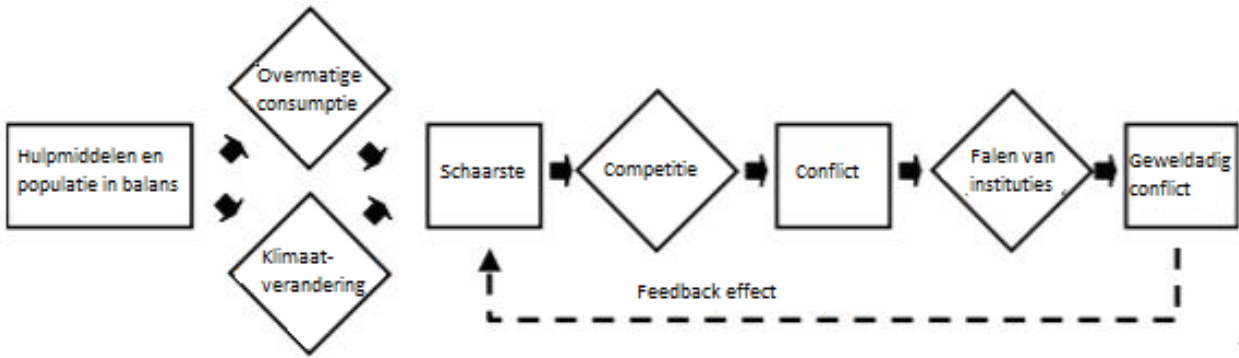 Hulpmiddelen en
populatie in balans
Overmatige
consumptie
Klimaat-
verandering
Schaarste
Competitie
Conflict
Falen van
instituties
Geweldadig
conflict
Feedback effect